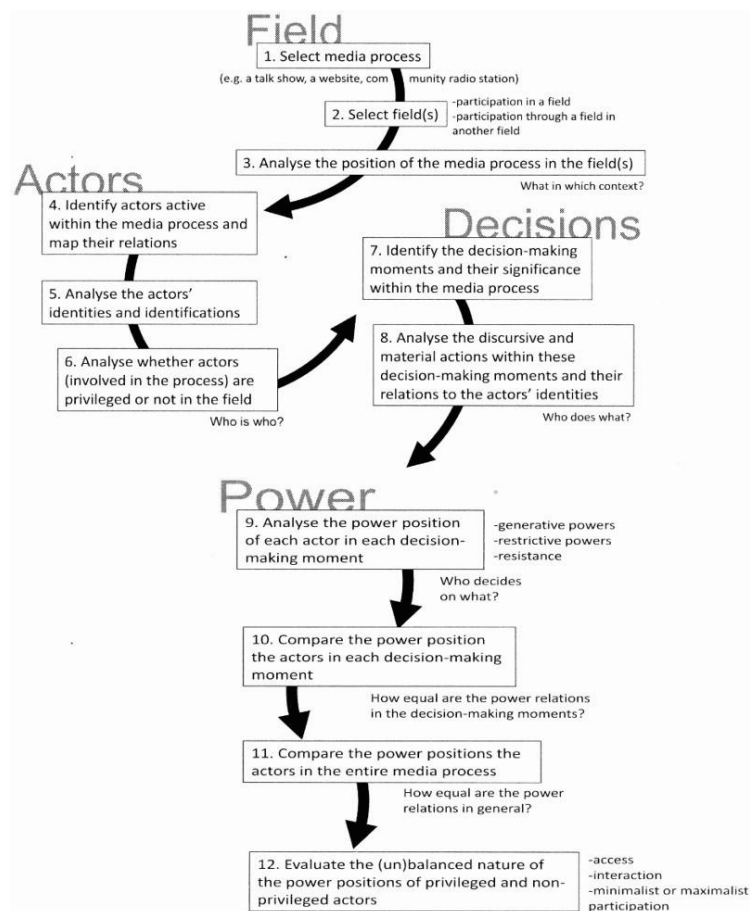 Field
1. Select media process
(e.g. a talk show, a website, com munity radio station)
2. Select field(s)
-participation in a field
-participation through a field in
another field
3. Analyse the position of the media process in the field(s)
What in which context?
Actors
4. Identify actors active
within the media process and
map their relations
5. Analyse the actors'
identities and identifications
6. Analyse whether actors
(involved in the process) are
privileged or not in the field
Who is who?
Decisions
7. Identify the decision-making
moments and their significance
within the media process
8. Analyse the discursive and
material actions within these
decision-making moments and their
relations to the actors' identities
Who does what?
Power
9. Analyse the power position
of each actor in each decision-
making moment
-generative powers
-restrictive powers
-resistance
Who decides
on what?
10. Compare the power position
the actors in each decision-making
moment
How equal are the power relations
in the decision-making moments?
11. Compare the power positions the
actors in the entire media process
How equal are the power
relations in general?
12. Evaluate the (un)balanced nature of
the power positions of privileged and non-
privileged actors
-access
-interaction
-minimalist or maximalist
participation